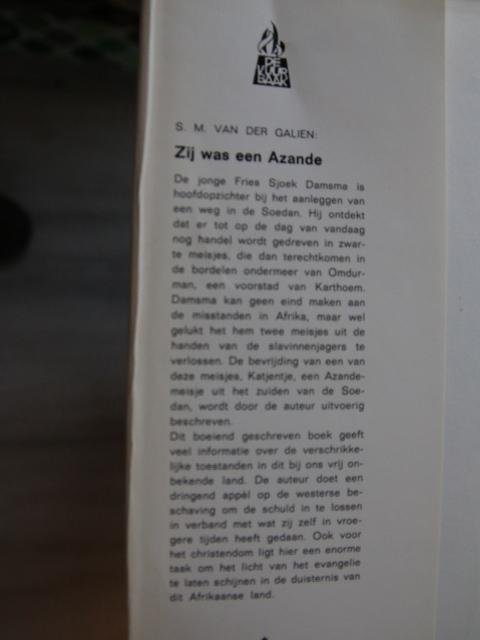 DE
VUUR
BAAK
S. M. VAN DER GALIEN:
Zij was een Azande
De jonge Fries Sjoek Damsma is
hoofdopzichter bij het aanleggen van
een weg in de Soedan. Hij ontdekt
dat er tot op de dag van vandaag
nog handel wordt gedreven in zwar-
te meisjes, die dan terechtkomen in
de bordelen ondermeer van Omdur-
man, een voorstad van Karthoem.
Damsma kan geen eind maken aan
de misstanden in Afrika, maar wel
gelukt het hem twee meisjes uit de
handen van de slavinnenjagers te
verlossen. De bevrijding van een van
deze meisjes, Katjentje, een Azande-
meisje uit het zuiden van de Soe-
dan, wordt door de auteur uitvoerig
beschreven.
Dit boeiend geschreven boek geeft
veel informatie over de verschrikke-
lijke toestanden in dit bij ons vrij on-
bekende land. De auteur doet een
dringend appèl op de westerse be-
schaving om de schuld in te lossen
in verband met wat zij zelf in vroe-
gere tijden heeft gedaan. Ook voor
het christendom ligt hier een enorme
taak om het licht van het evangelie
te laten schijnen in de duisternis van
dit Afrikaanse land.